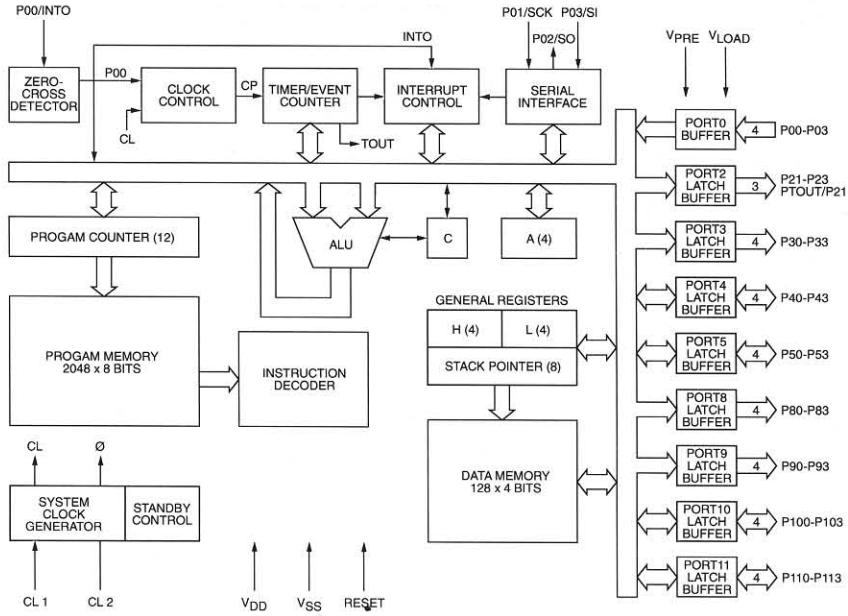 P00/INTO
P01/SCK P03/SI
P02/SO
INTO
VPRE VLOAD
ZERO-
CROSS
DETECTOR
P00
CLOCK
CONTROL
CL
CP
TIMER/EVENT
COUNTER
TOUT
INTERRUPT
CONTROL
SERIAL
INTERFACE
PORT0
BUFFER
4
P00-P03
PORT2
LATCH
BUFFER
3
P21-P23
PTOUT/P21
PROGAM COUNTER (12)
ALU
C
A (4)
PORT3
LATCH
BUFFER
4
P30-P33
PORT4
LATCH
BUFFER
4
P40-P43
GENERAL REGISTERS
H (4) L (4)
STACK POINTER (8)
PORT5
LATCH
BUFFER
4
P50-P53
PROGAM MEMORY
2048 x 8 BITS
INSTRUCTION
DECODER
PORT8
LATCH
BUFFER
4
P80-P83
CL Ø
DATA MEMORY
128 x 4 BITS
PORT9
LATCH
BUFFER
4
P90-P93
SYSTEM
CLOCK
GENERATOR
STANDBY
CONTROL
PORT10
LATCH
BUFFER
4
P100-P103
PORT11
LATCH
BUFFER
4
P110-P113
CL 1 CL 2 VDD VSS RESET